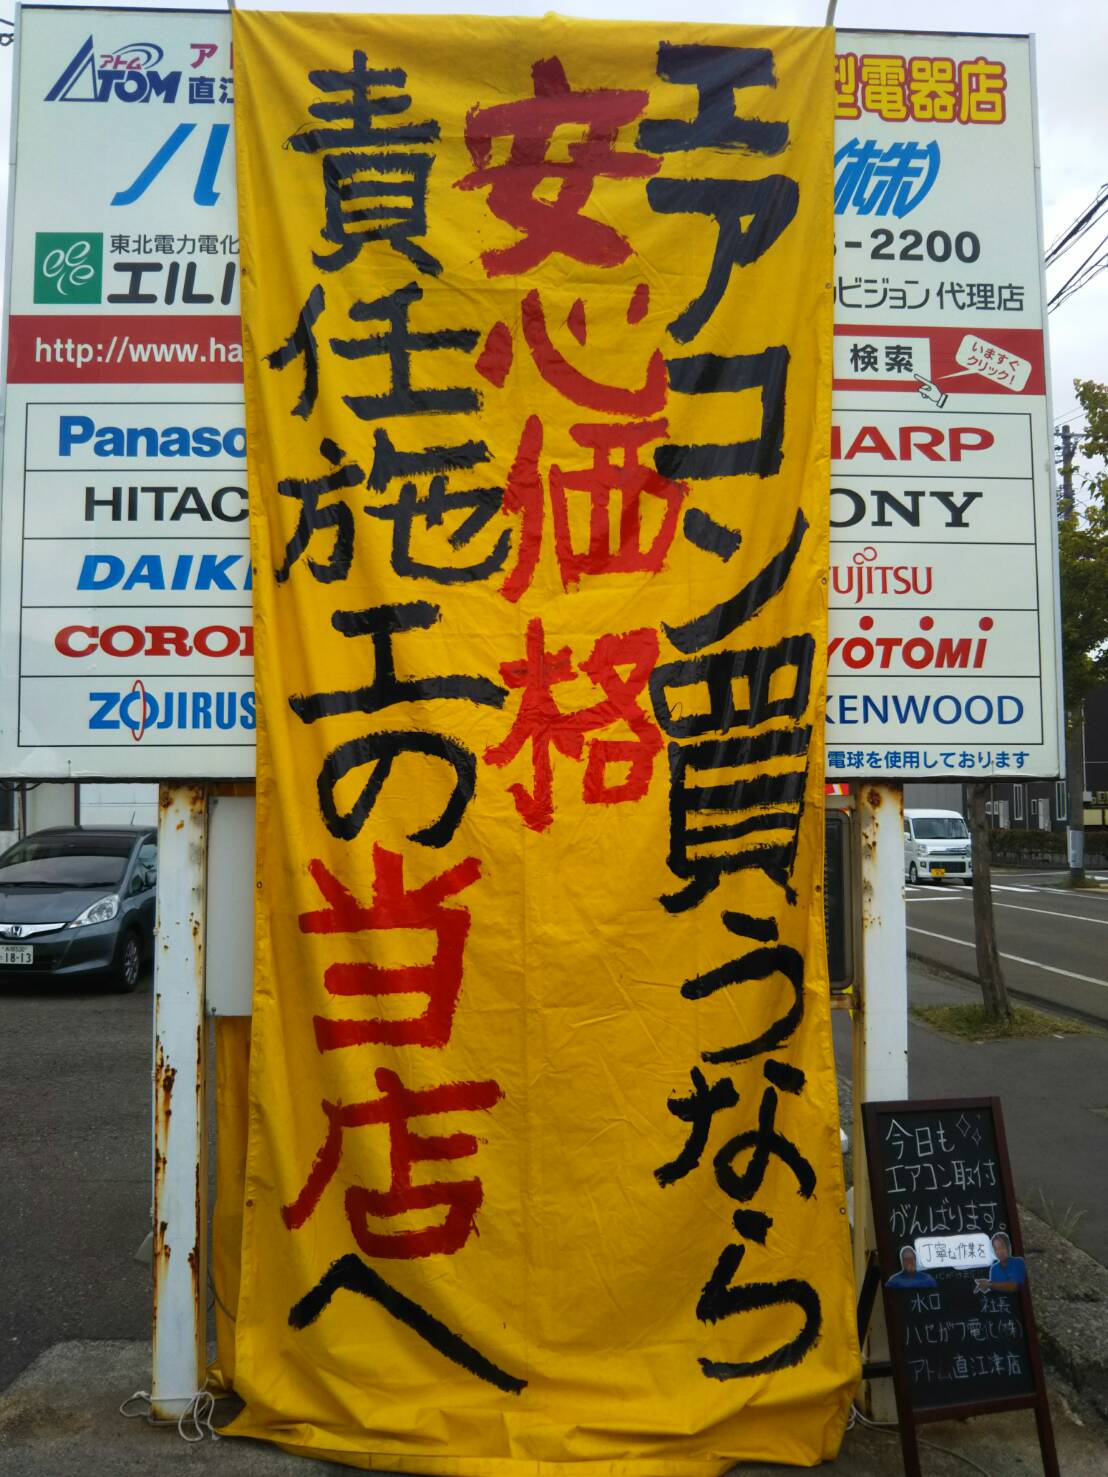 エアコン買うなら
安心価格
責任施工の当店へ
アトム
ATOM
直江
ハ
東北電力電化
エル
http://www.ha
Panaso
HITAC
DAIKI
COROI
ZOJIRUS
型電器店
(株)
-2200
ビジョン代理店
検索
いますぐ
クリック!
HARP
ONY
FUJITSU
YOTOMI
KENWOOD
電球を使用しております
18-13
今日も
エアコン取付
がんばります。
丁寧な作業を
水口 社長
ハセガワ電化(株)
アトム直江津店